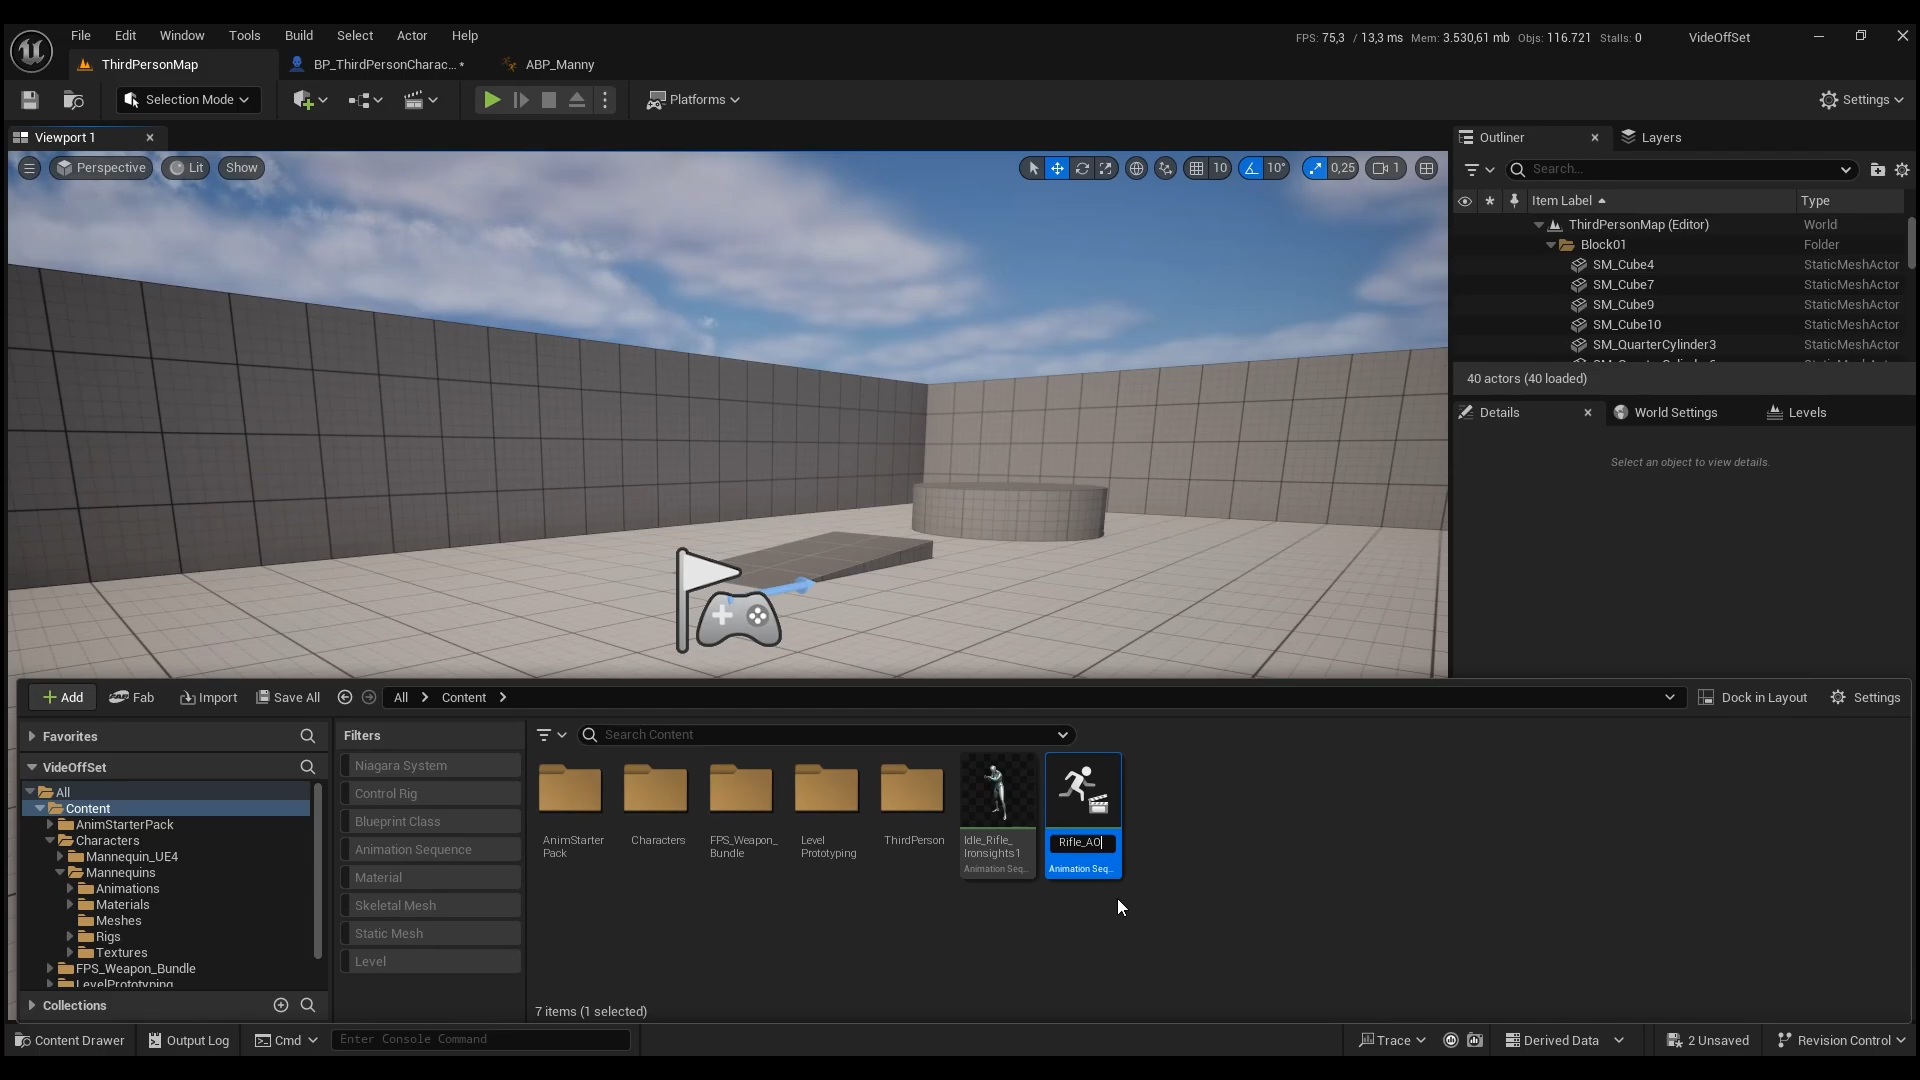 File Edit Window Tools Build Select Actor Help
FPS: 75,3 / 13,3 ms Mem: 3.530,61 mb Objs: 116.721 Stalls: 0 VideOffSet
ThirdPersonMap BP_ThirdPersonCharac... * ABP_Manny
Selection Mode Platforms Settings
Viewport 1
Perspective Lit Show 10 10° 0,25 1
Outliner Layers
Search...
Item Label Type
ThirdPersonMap (Editor) World
Block01 Folder
SM_Cube4 StaticMeshActor
SM_Cube7 StaticMeshActor
SM_Cube9 StaticMeshActor
SM_Cube10 StaticMeshActor
SM_QuarterCylinder3 StaticMeshActor
40 actors (40 loaded)
Details World Settings Levels
Select an object to view details.
Add Fab Import Save All All Content Dock in Layout Settings
Favorites
VideOffSet
All
Content
AnimStarterPack
Characters
Mannequin_UE4
Mannequins
Animations
Materials
Meshes
Rigs
Textures
FPS_Weapon_Bundle
LevelPrototyping
Collections
Filters
Niagara System
Control Rig
Blueprint Class
Animation Sequence
Material
Skeletal Mesh
Static Mesh
Level
Search Content
AnimStarter
Pack
Characters
FPS_Weapon_
Bundle
Level
Prototyping
ThirdPerson
Idle_Rifle_
Ironsights1
Animation Seq...
Rifle_AO
Animation Seq...
7 items (1 selected)
Content Drawer Output Log Cmd Enter Console Command Trace Derived Data 2 Unsaved Revision Control